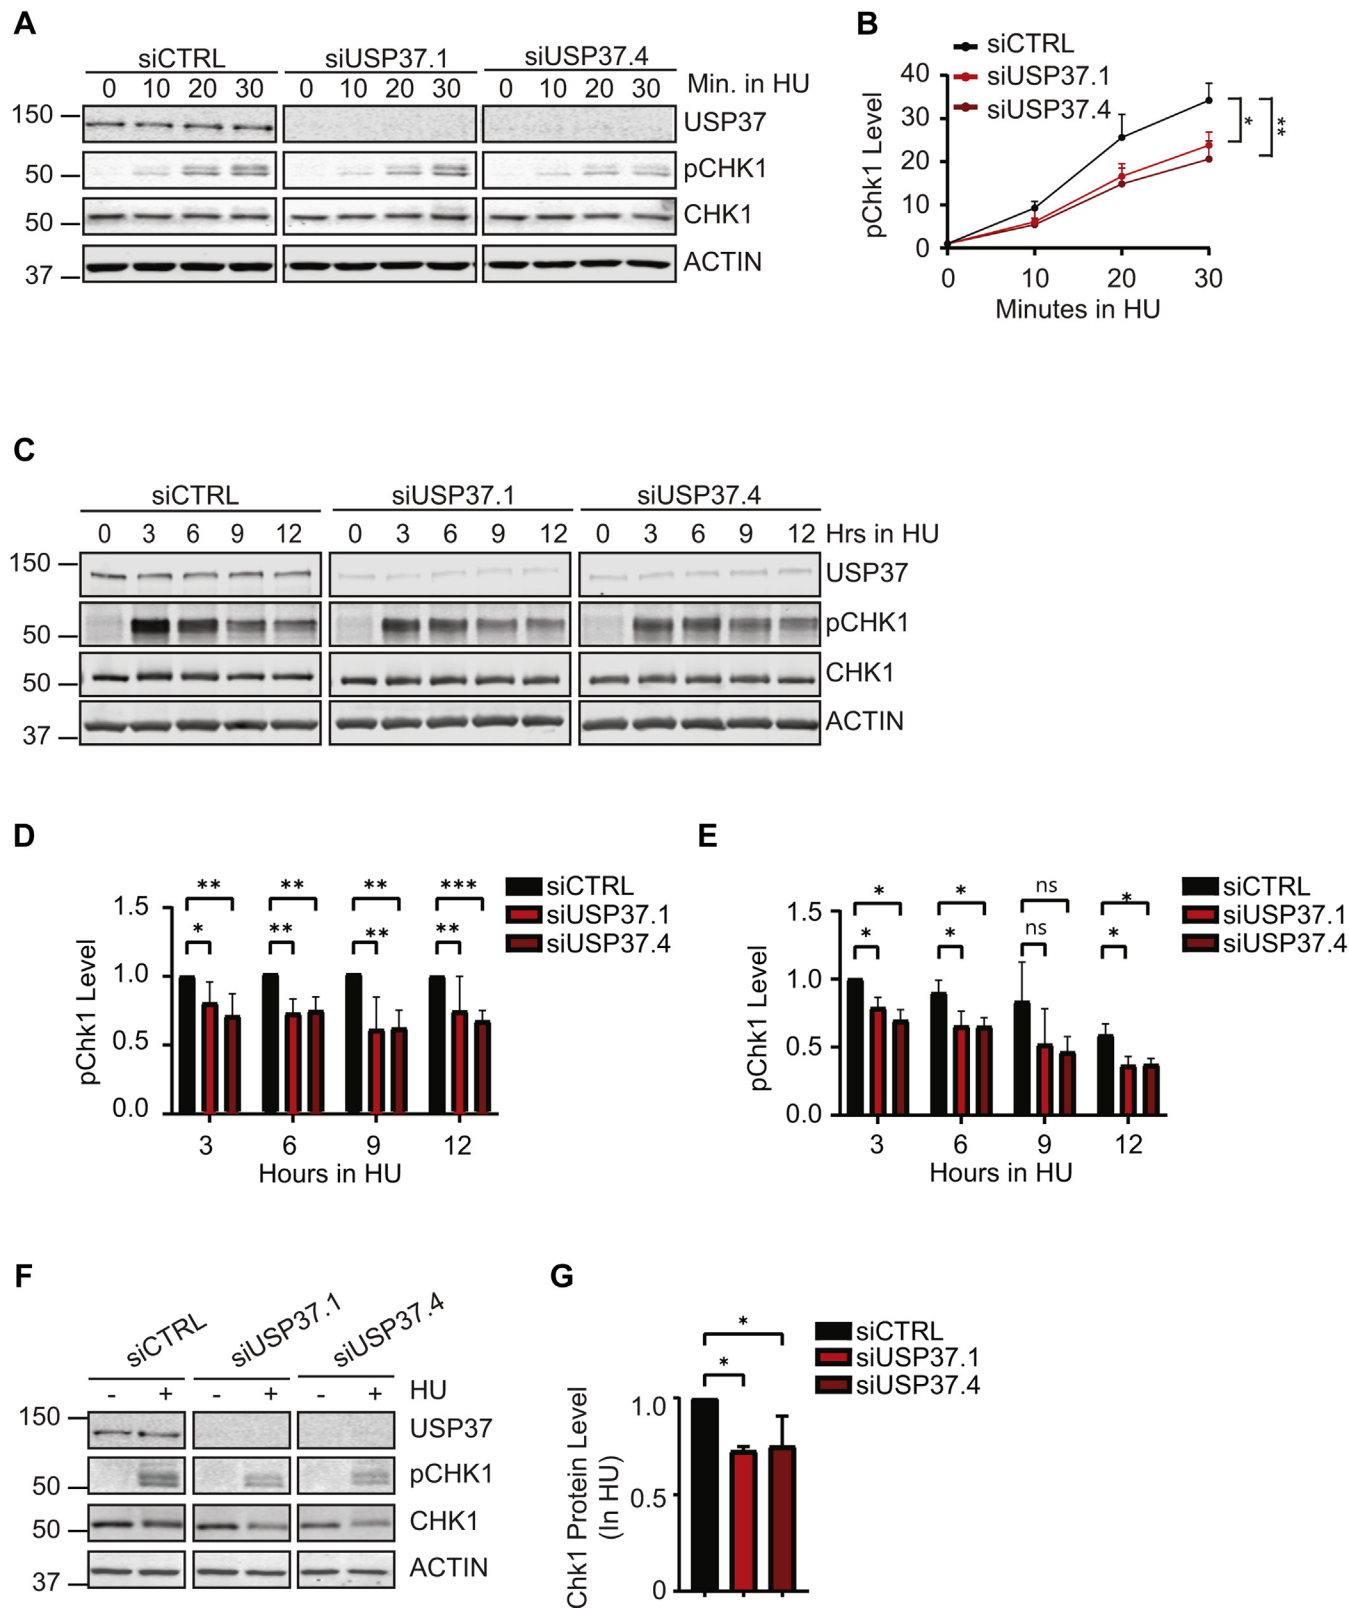 A
siCTRL siUSP37.1 siUSP37.4
0 10 20 30 0 10 20 30 0 10 20 30 Min. in HU
150 USP37
50 pCHK1
50 CHK1
37 ACTIN
B
siCTRL
siUSP37.1
siUSP37.4
pChk1 Level
40
30
20
10
0
* **
0 10 20 30
Minutes in HU
C
siCTRL siUSP37.1 siUSP37.4
0 3 6 9 12 0 3 6 9 12 0 3 6 9 12 Hrs in HU
150 USP37
50 pCHK1
50 CHK1
37 ACTIN
D
siCTRL
siUSP37.1
siUSP37.4
** ** ** ***
* ** ** **
pChk1 Level
1.5
1.0
0.5
0.0
3 6 9 12
Hours in HU
E
siCTRL
siUSP37.1
siUSP37.4
* * ns *
* * ns *
pChk1 Level
1.5
1.0
0.5
0.0
3 6 9 12
Hours in HU
F
siCTRL siUSP37.1 siUSP37.4
- + - + - + HU
150 USP37
50 pCHK1
50 CHK1
37 ACTIN
G
siCTRL
siUSP37.1
siUSP37.4
*
*
Chk1 Protein Level
(In HU)
1.0
0.5
0